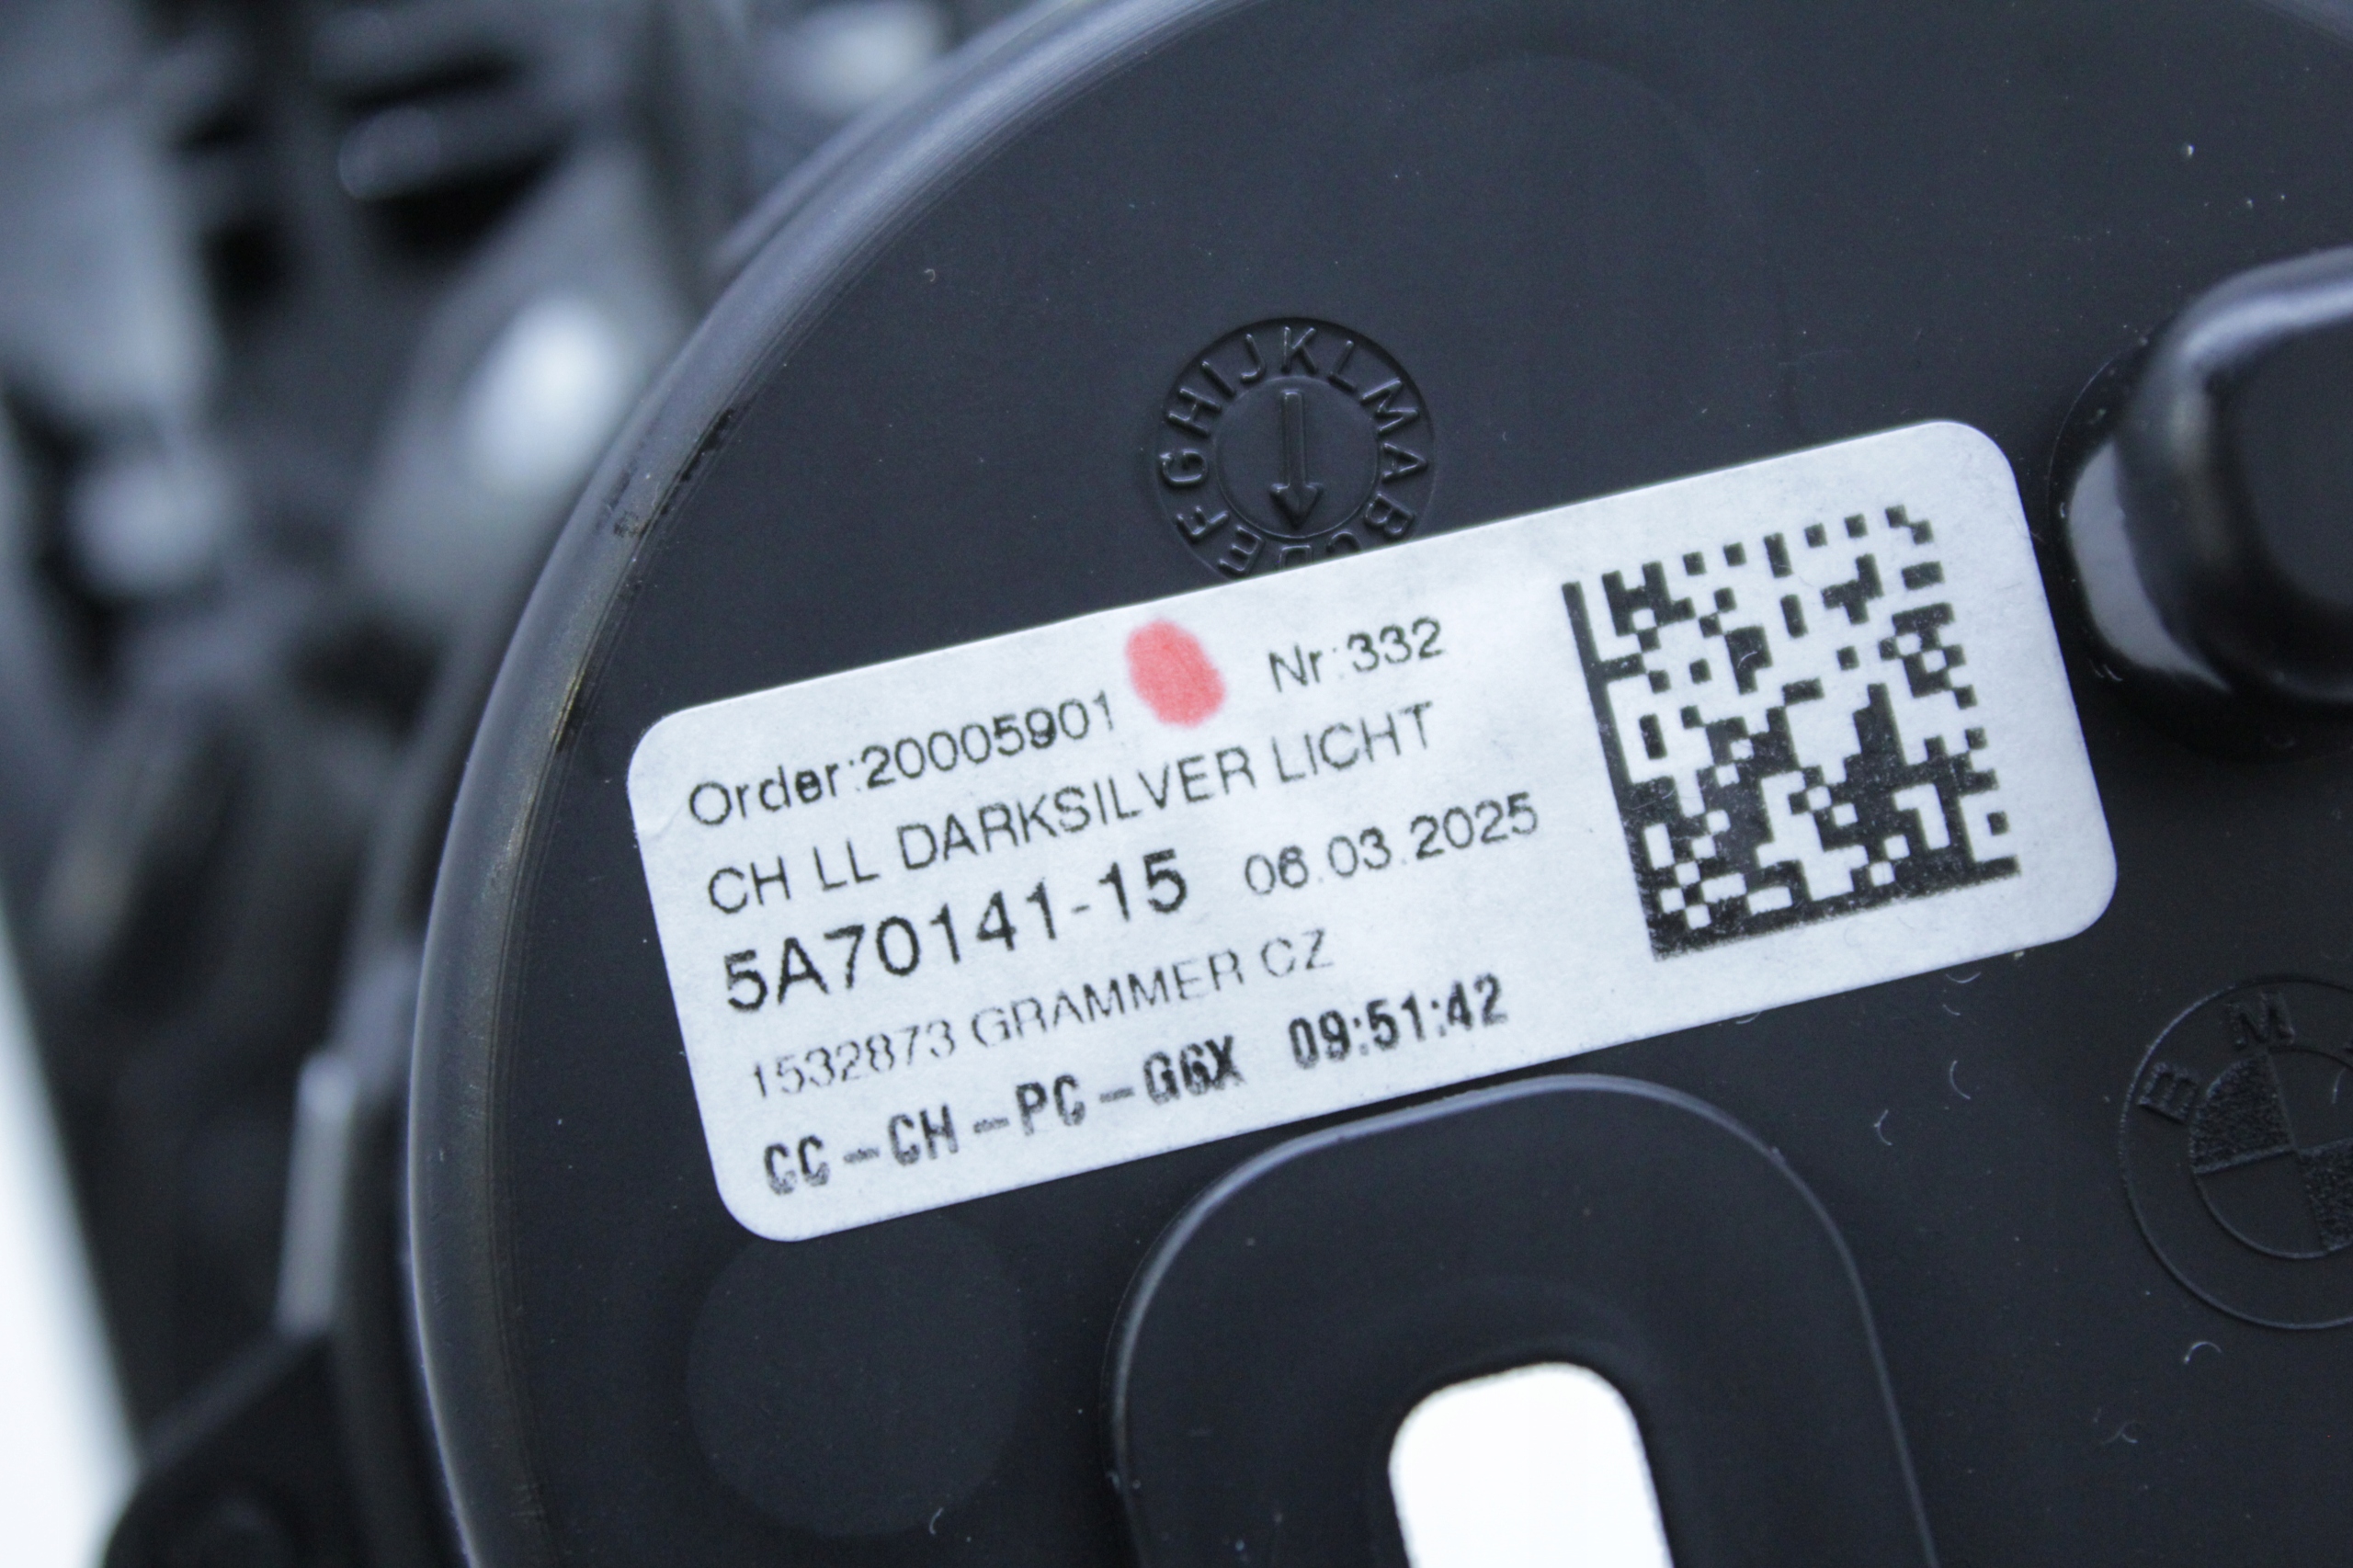 GHIJKLMABCDEF
Order:20005901 Nr:332
CH LL DARKSILVER LICHT
5A70141-15 06.03.2025
1532873 GRAMMER CZ
CC-CH-PC-G6X 09:51:42
B M